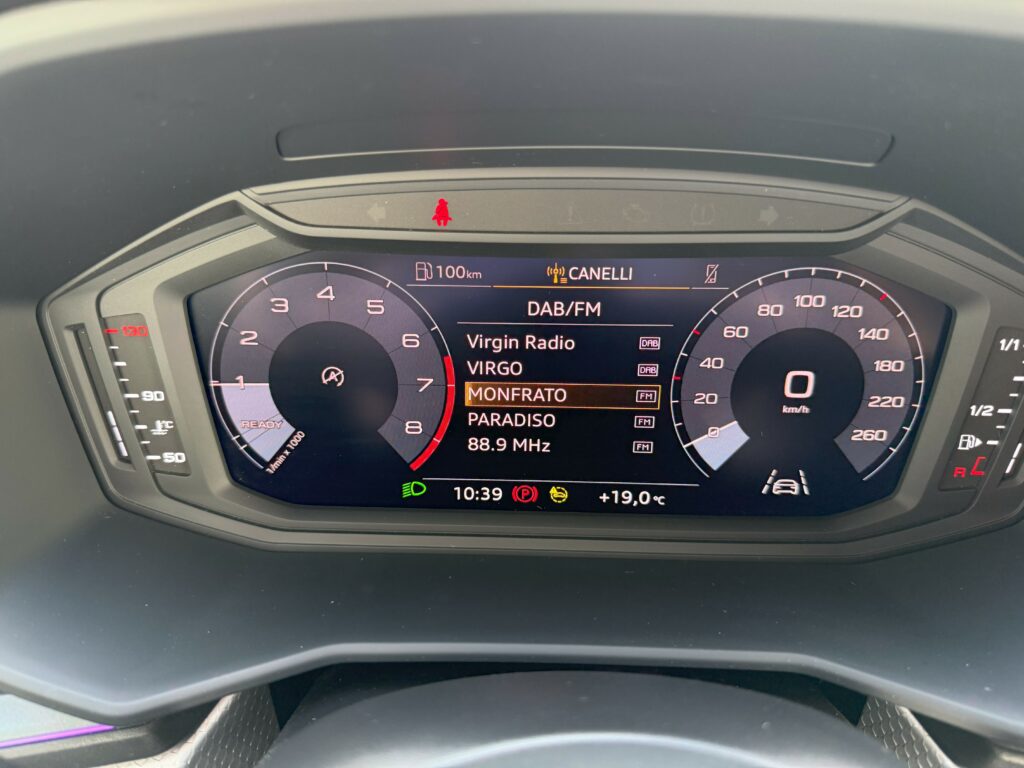 100km
CANELLI
DAB/FM
Virgin Radio DAB
VIRGO DAB
MONFRATO FM
PARADISO FM
88.9 MHz FM
10:39
P
+19,0°C
1
2
3
4
5
6
7
8
READY
1/min x 1000
A
0
20
40
60
80
100
120
140
180
220
260
0
km/h
130
90
°C
50
1/1
1/2
R